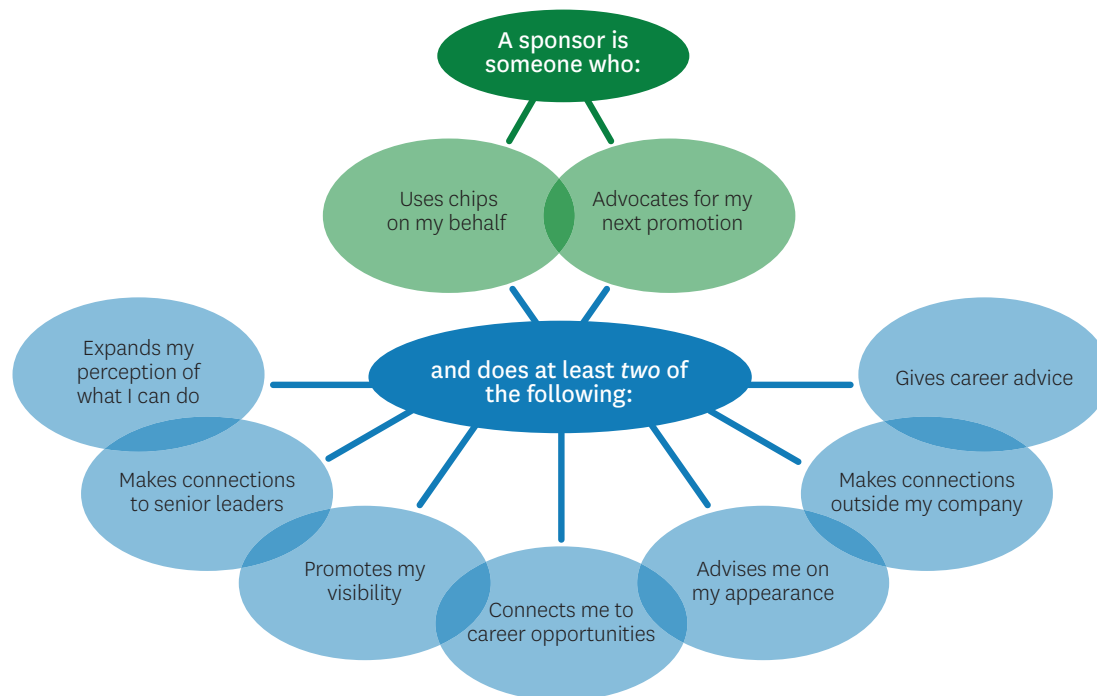 A sponsor is
someone who:
Uses chips
on my behalf
Advocates for my
next promotion
and does at least two of
the following:
Expands my
perception of
what I can do
Makes connections
to senior leaders
Promotes my
visibility
Connects me to
career opportunities
Advises me on
my appearance
Makes connections
outside my company
Gives career advice